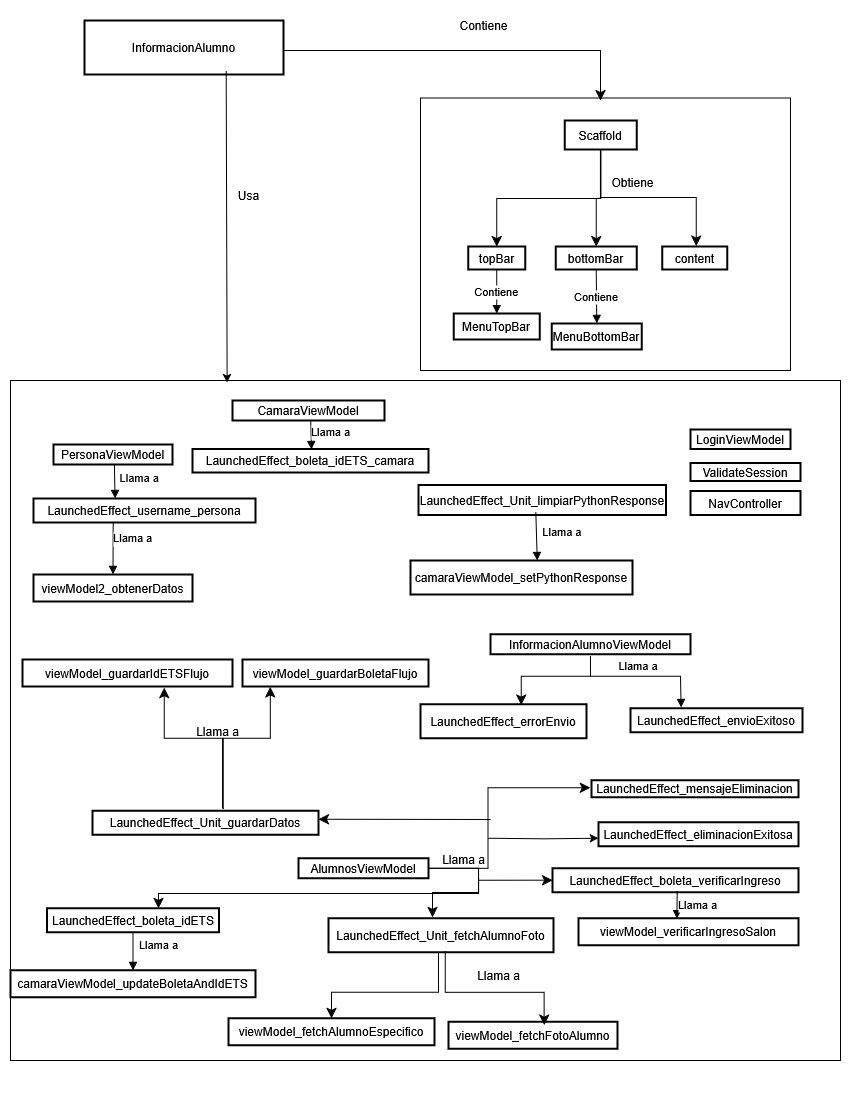 Contiene
InformacionAlumno
Scaffold
Usa
Obtiene
topBar
bottomBar
content
Contiene
Contiene
MenuTopBar
MenuBottomBar
CamaraViewModel
Llama a
LaunchedEffect_boleta_idETS_camara
PersonaViewModel
Llama a
LaunchedEffect_username_persona
Llama a
viewModel2_obtenerDatos
LoginViewModel
ValidateSession
NavController
LaunchedEffect_Unit_limpiarPythonResponse
Llama a
camaraViewModel_setPythonResponse
InformacionAlumnoViewModel
Llama a
LaunchedEffect_errorEnvio
LaunchedEffect_envioExitoso
viewModel_guardarIdETSFlujo
viewModel_guardarBoletaFlujo
Llama a
LaunchedEffect_Unit_guardarDatos
LaunchedEffect_mensajeEliminacion
LaunchedEffect_eliminacionExitosa
AlumnosViewModel
Llama a
LaunchedEffect_boleta_verificarIngreso
Llama a
viewModel_verificarIngresoSalon
LaunchedEffect_boleta_idETS
Llama a
camaraViewModel_updateBoletaAndIdETS
LaunchedEffect_Unit_fetchAlumnoFoto
Llama a
viewModel_fetchAlumnoEspecifico
viewModel_fetchFotoAlumno